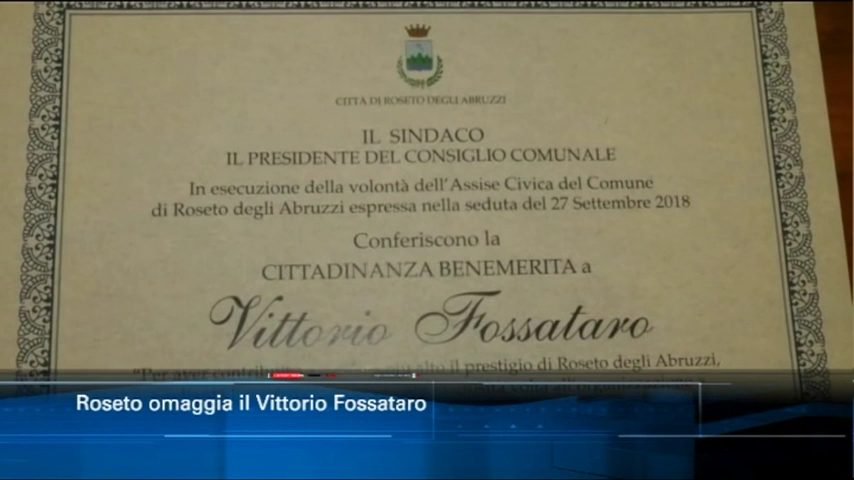 CITTÀ DI ROSETO DEGLI ABRUZZI
IL SINDACO
IL PRESIDENTE DEL CONSIGLIO COMUNALE
In esecuzione della volontà dell'Assise Civica del Comune
di Roseto degli Abruzzi espressa nella seduta del 27 Settembre 2018
Conferiscono la
CITTADINANZA BENEMERITA a
Vittorio Fossataro
"Per aver il prestigio di Roseto degli Abruzzi,
Roseto omaggia il Vittorio Fossataro